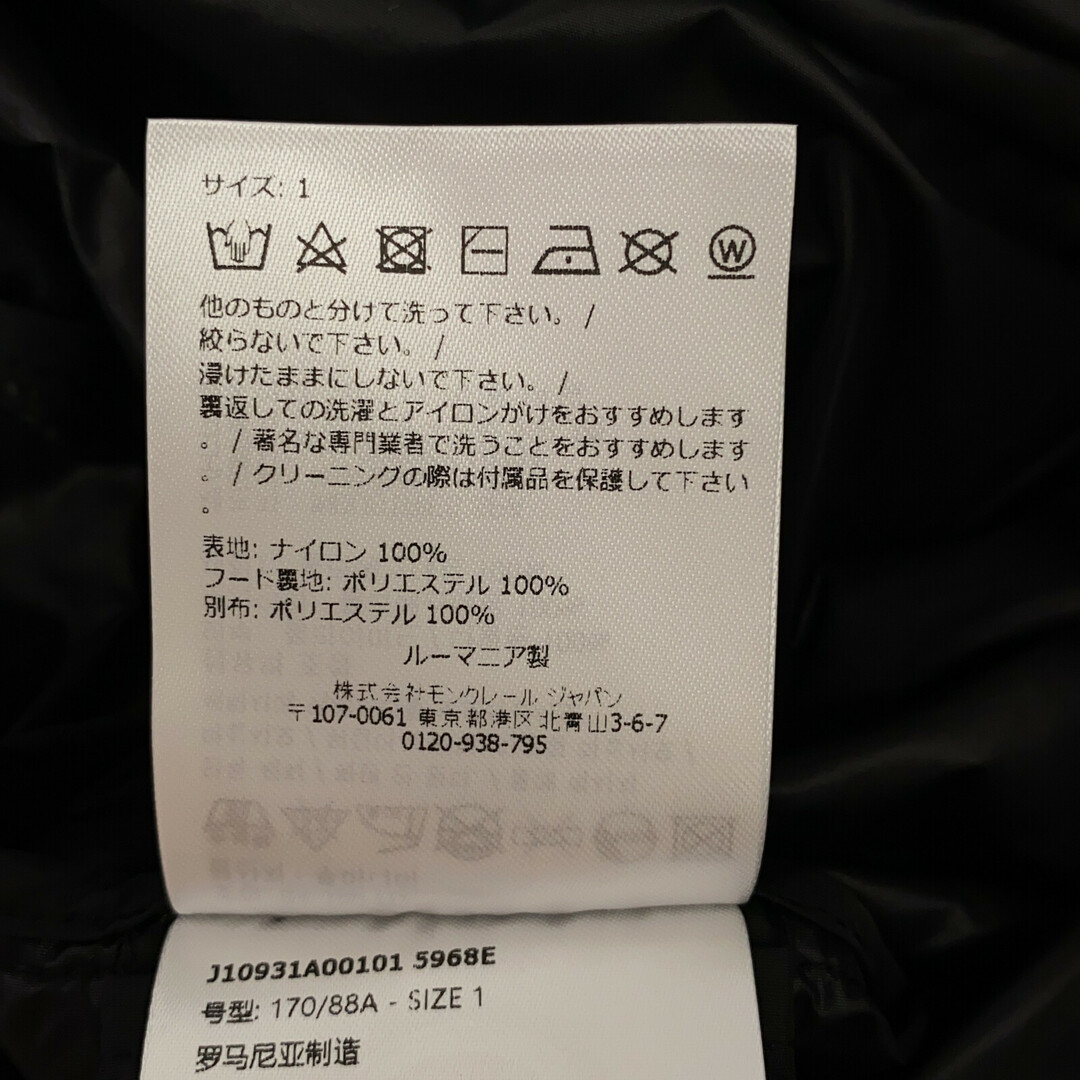 サイズ: 1
W
他のものと分けて洗って下さい。 /
絞らないで下さい。 /
浸けたままにしないで下さい。 /
裏返しての洗濯とアイロンがけをおすすめします
。 / 著名な専門業者で洗うことをおすすめします
。 / クリーニングの際は付属品を保護して下さい
。
表地: ナイロン 100%
フード裏地: ポリエステル 100%
別布: ポリエステル 100%
ルーマニア製
株式会社モンクレール ジャパン
〒107-0061 東京都港区北青山3-6-7
0120-938-795
J10931A00101 5968E
号型: 170/88A - SIZE 1
罗马尼亚制造